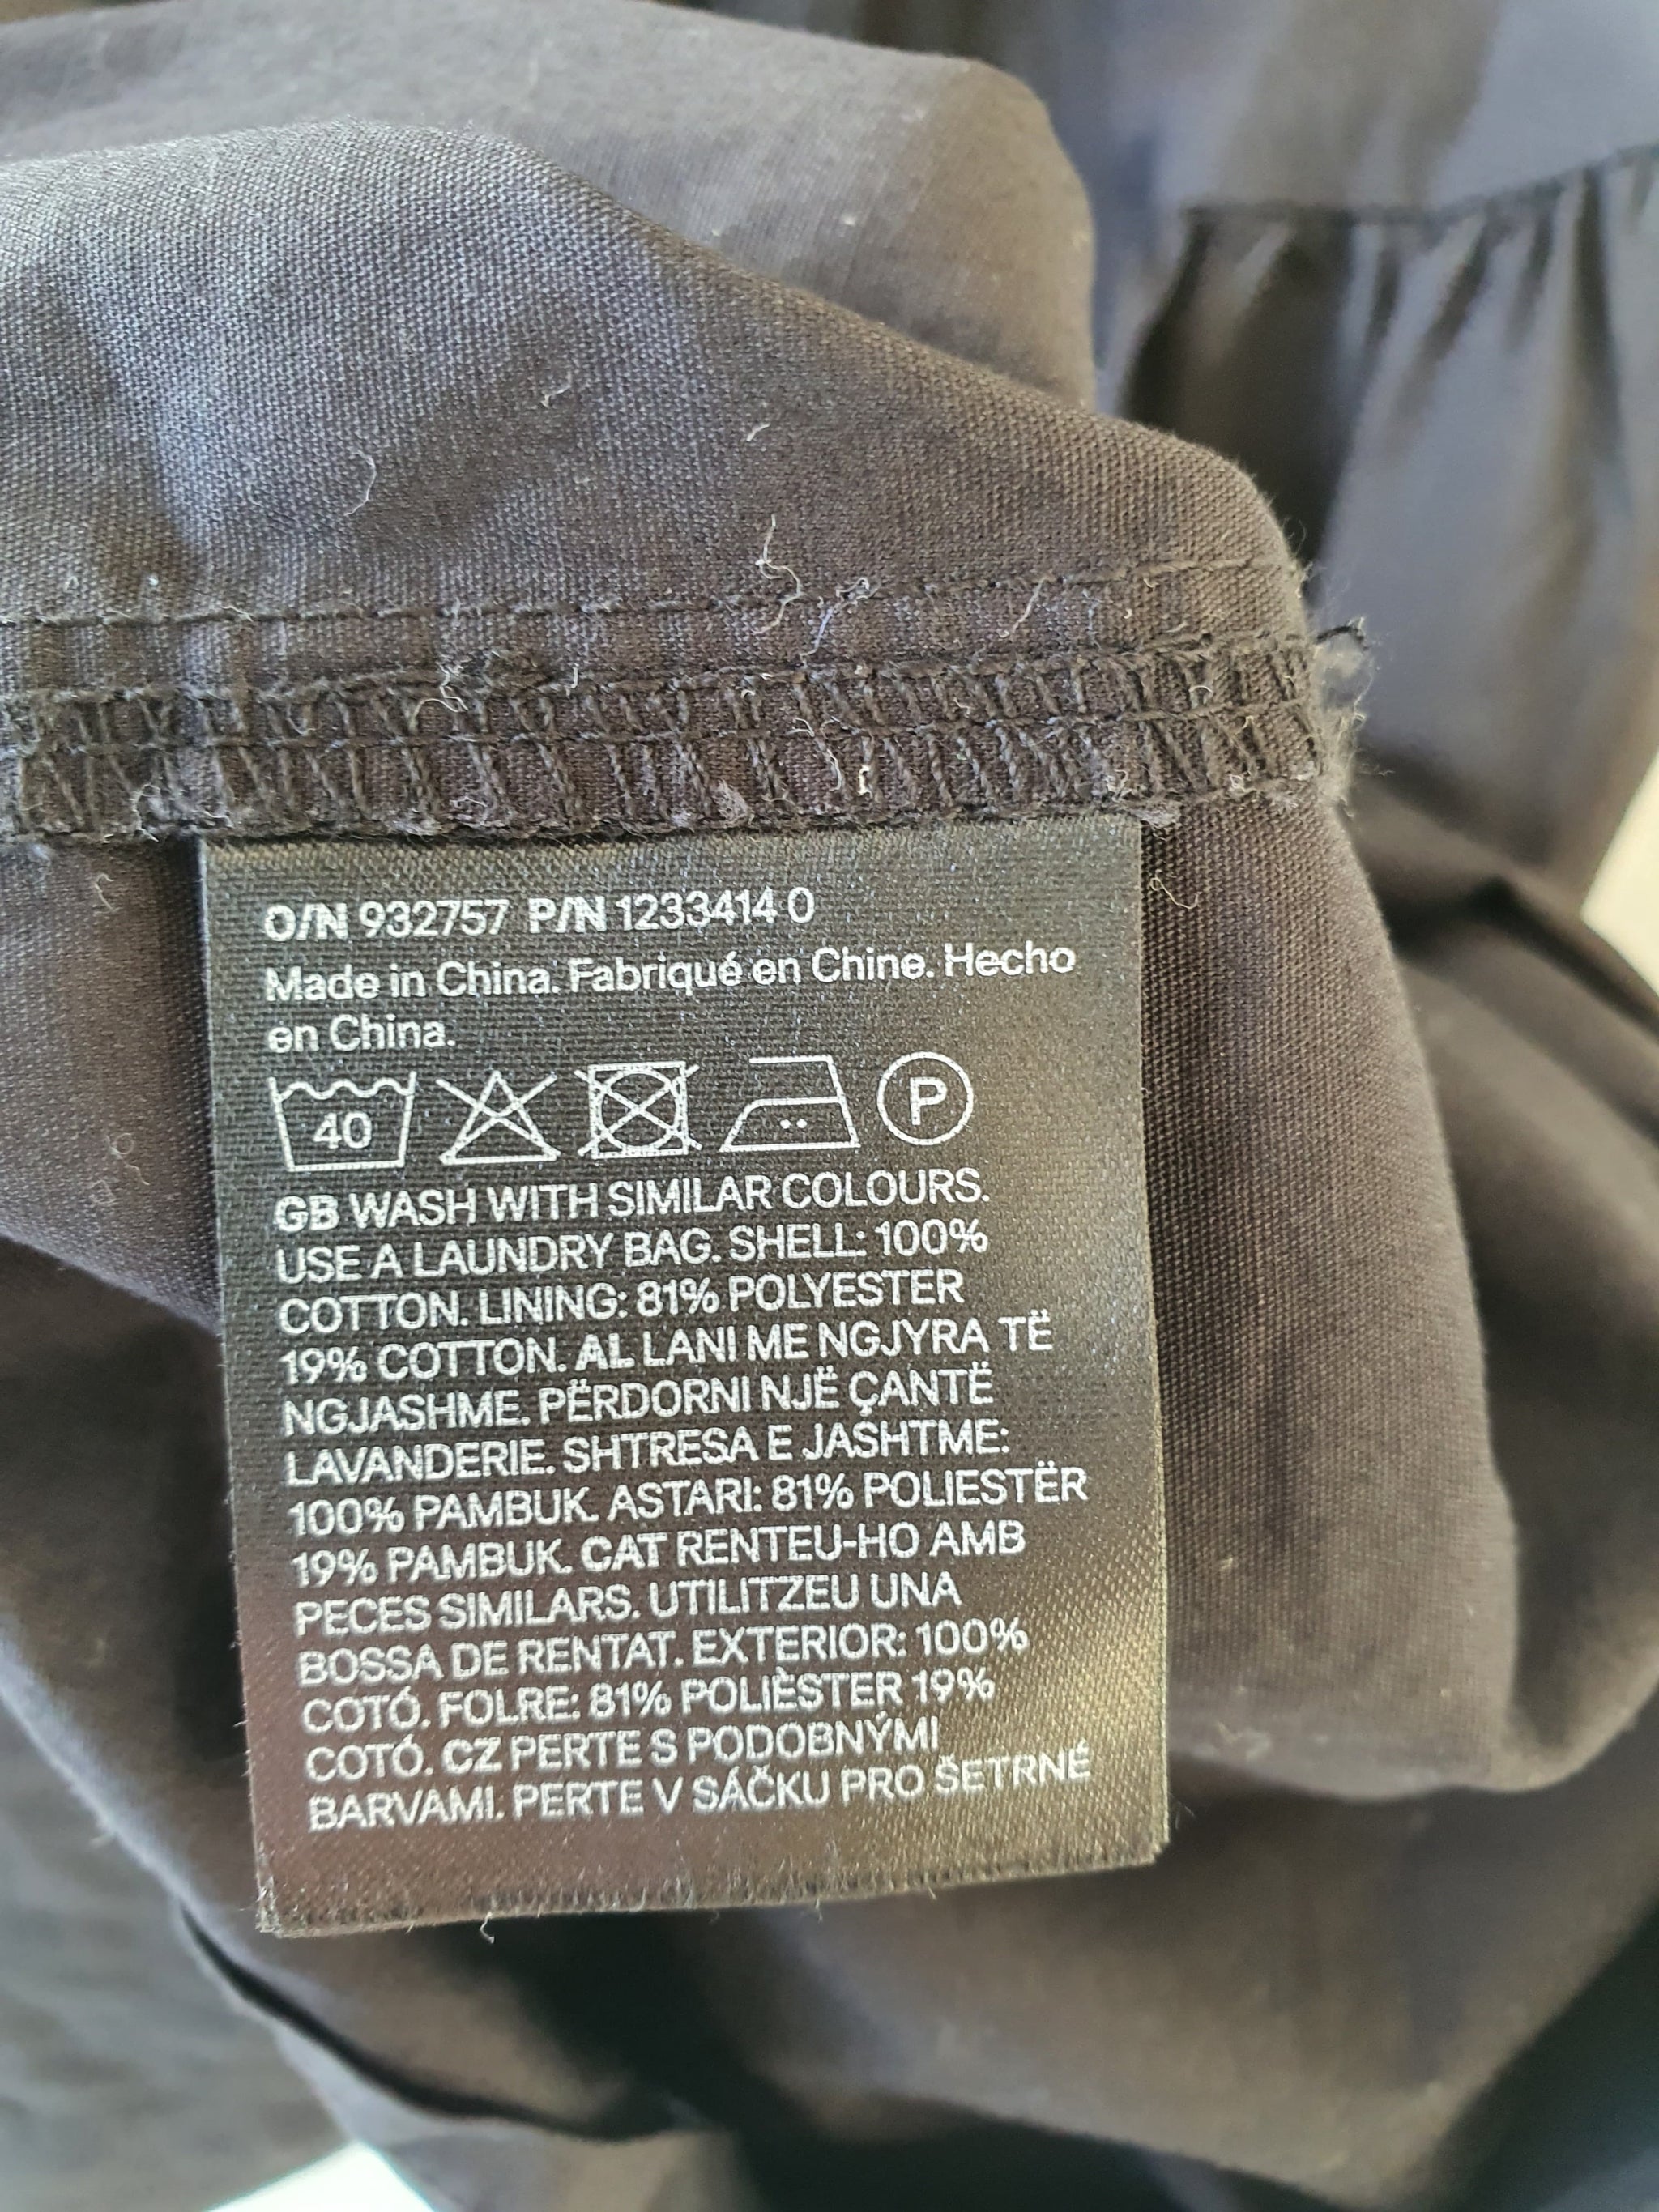 O/N 932757 P/N 1233414 0
Made in China. Fabriqué en Chine. Hecho
en China.
40 P
GB WASH WITH SIMILAR COLOURS.
USE A LAUNDRY BAG. SHELL: 100%
COTTON. LINING: 81% POLYESTER
19% COTTON. AL LANI ME NGJYRA TË
NGJASHME. PËRDORNI NJË ÇANTË
LAVANDERIE. SHTRESA E JASHTME:
100% PAMBUK. ASTARI: 81% POLIESTËR
19% PAMBUK. CAT RENTEU-HO AMB
PECES SIMILARS. UTILITZEU UNA
BOSSA DE RENTAT. EXTERIOR: 100%
COTÓ. FOLRE: 81% POLIÈSTER 19%
COTÓ. CZ PERTE S PODOBNÝMI
BARVAMI. PERTE V SÁČKU PRO ŠETRNÉ